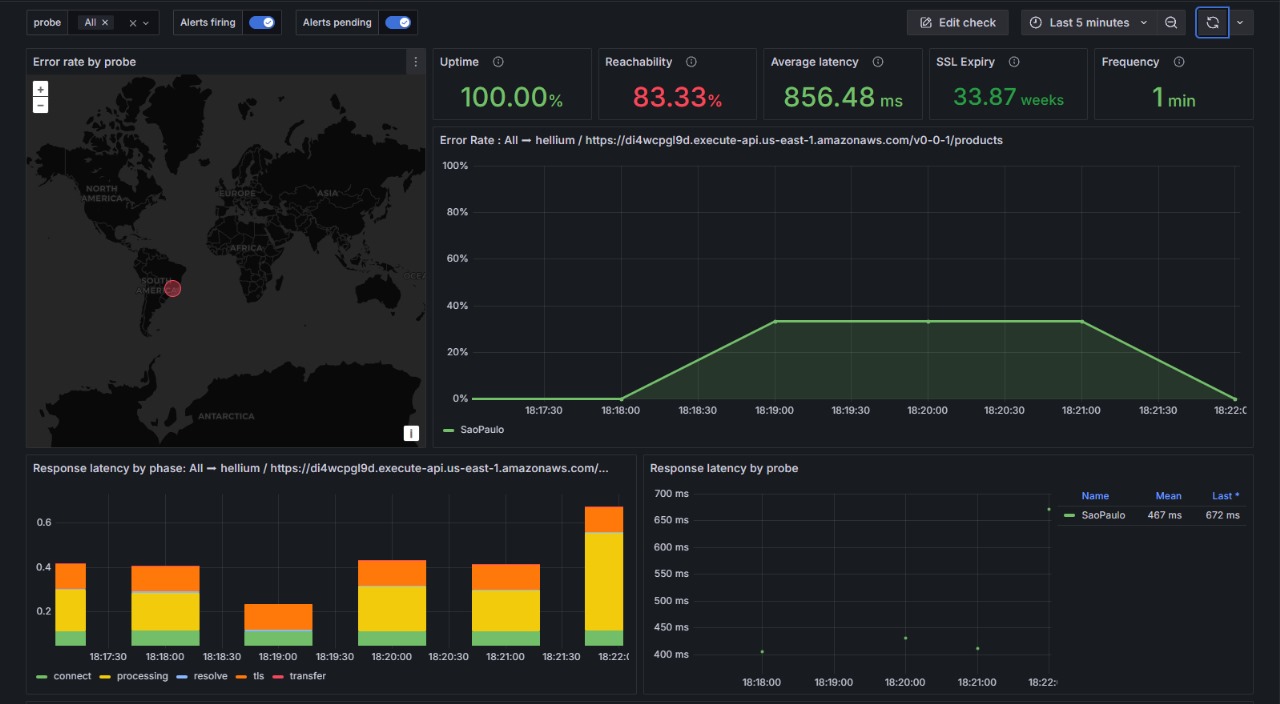 probe All × × Alerts firing Alerts pending Edit check Last 5 minutes
Error rate by probe
+
−
NORTH
AMERICA
EUROPE
ASIA
AFRICA
SOUTH
AMERICA
OCEA
ANTARCTICA
i
Uptime
100.00%
Reachability
83.33%
Average latency
856.48 ms
SSL Expiry
33.87 weeks
Frequency
1 min
Error Rate : All ➞ hellium / https://di4wcpgl9d.execute-api.us-east-1.amazonaws.com/v0-0-1/products
100%
80%
60%
40%
20%
0%
18:17:30 18:18:00 18:18:30 18:19:00 18:19:30 18:20:00 18:20:30 18:21:00 18:21:30 18:22:0
SaoPaulo
Response latency by phase: All ➞ hellium / https://di4wcpgl9d.execute-api.us-east-1.amazonaws.com/...
0.6
0.4
0.2
18:17:30 18:18:00 18:18:30 18:19:00 18:19:30 18:20:00 18:20:30 18:21:00 18:21:30 18:22:0
connect processing resolve tls transfer
Response latency by probe
700 ms
650 ms
600 ms
550 ms
500 ms
450 ms
400 ms
18:18:00 18:19:00 18:20:00 18:21:00 18:22:
Name Mean Last *
SaoPaulo 467 ms 672 ms